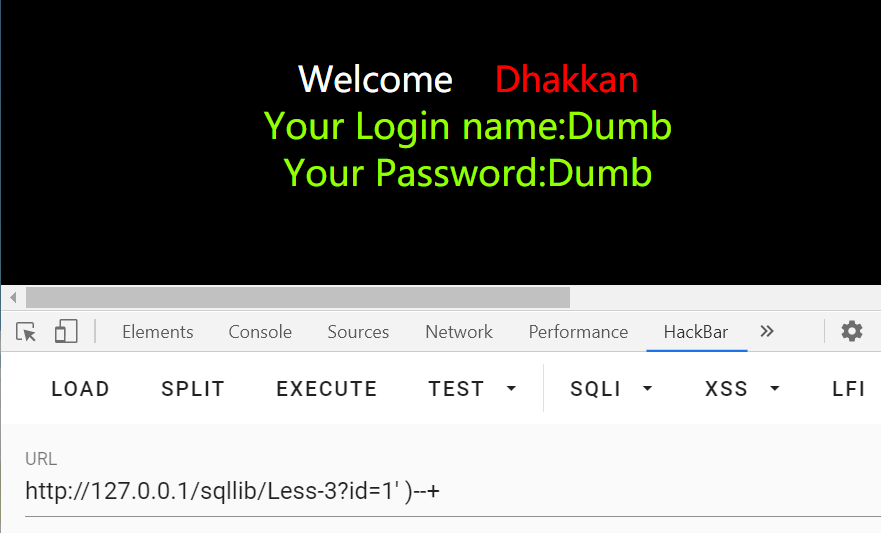 Welcome Dhakkan
Your Login name:Dumb
Your Password:Dumb
Elements Console Sources Network Performance HackBar »
LOAD SPLIT EXECUTE TEST SQLI XSS LFI
URL
http://127.0.0.1/sqllib/Less-3?id=1' )--+